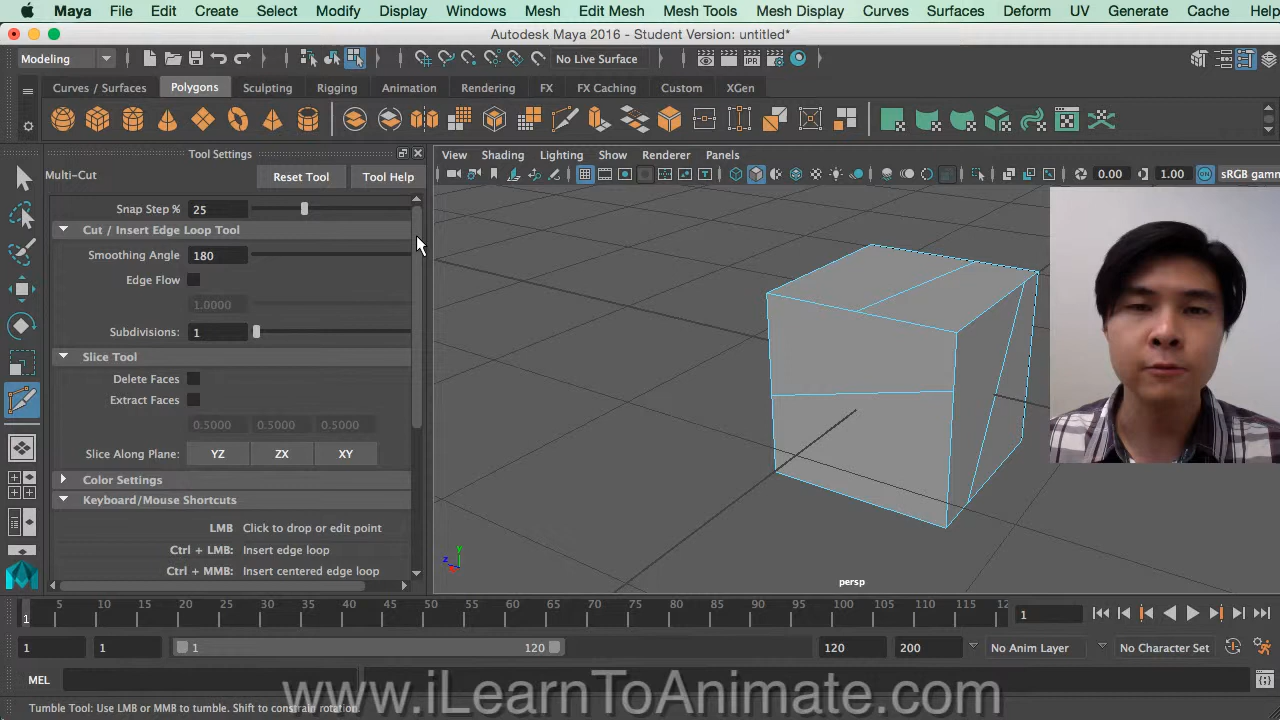 Maya File Edit Create Select Modify Display Windows Mesh Edit Mesh Mesh Tools Mesh Display Curves Surfaces Deform UV Generate Cache Help
Autodesk Maya 2016 - Student Version: untitled*
Modeling No Live Surface IPR
Curves / Surfaces Polygons Sculpting Rigging Animation Rendering FX FX Caching Custom XGen
Tool Settings
View Shading Lighting Show Renderer Panels
Multi-Cut Reset Tool Tool Help
0.00 1.00 sRGB gamm
Snap Step % 25
Cut / Insert Edge Loop Tool
Smoothing Angle 180
Edge Flow
1.0000
Subdivisions: 1
Slice Tool
Delete Faces
Extract Faces
0.5000 0.5000 0.5000
Slice Along Plane: YZ ZX XY
Color Settings
Keyboard/Mouse Shortcuts
LMB Click to drop or edit point
Ctrl + LMB: Insert edge loop
Ctrl + MMB: Insert centered edge loop
y
z
persp
5 10 15 20 25 30 35 40 45 50 55 60 65 70 75 80 85 90 95 100 105 110 115 12
1 1
1 1 1 120 120 200 No Anim Layer No Character Set
MEL
www.iLearnToAnimate.com
Tumble Tool: Use LMB or MMB to tumble. Shift to constrain rotation.